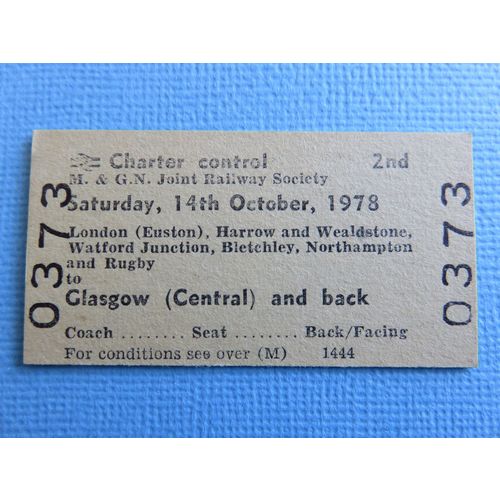 Charter control 2nd
M. & G.N. Joint Railway Society
Saturday, 14th October, 1978
London (Euston), Harrow and Wealdstone,
Watford Junction, Bletchley, Northampton
and Rugby
to
Glasgow (Central) and back
Coach ........ Seat ........ Back/Facing
For conditions see over (M) 1444
0373
0373